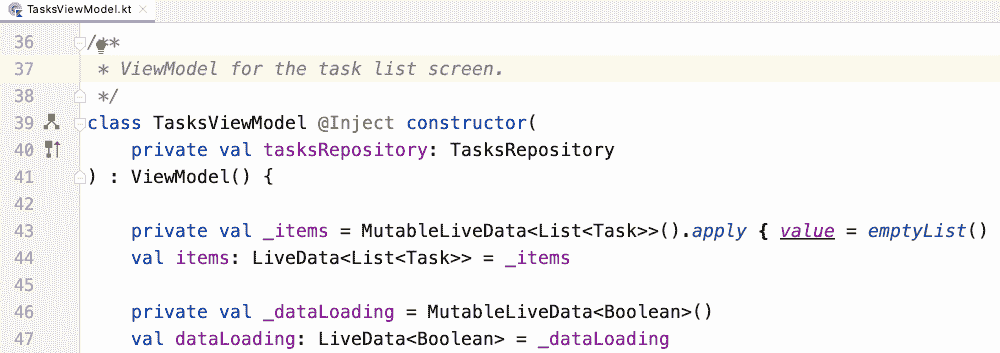 TasksViewModel.kt
36 /**
37  * ViewModel for the task list screen.
38  */
39 class TasksViewModel @Inject constructor(
40     private val tasksRepository: TasksRepository
41 ) : ViewModel() {
42
43     private val _items = MutableLiveData<List<Task>>().apply { value = emptyList()
44     val items: LiveData<List<Task>> = _items
45
46     private val _dataLoading = MutableLiveData<Boolean>()
47     val dataLoading: LiveData<Boolean> = _dataLoading